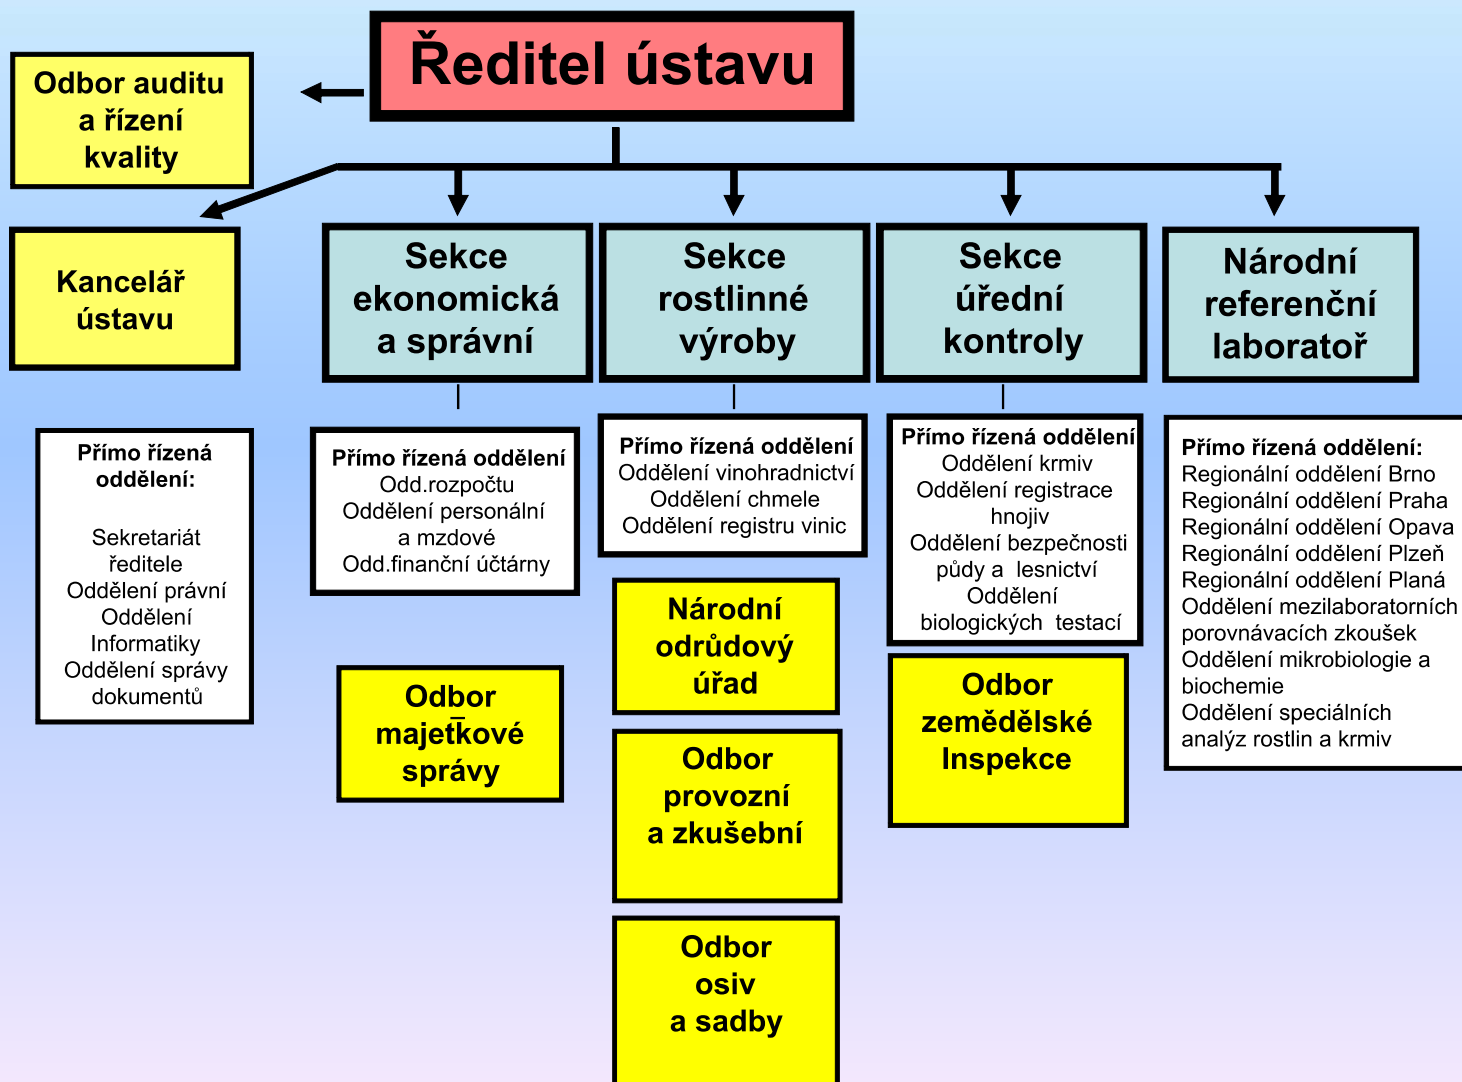 Ředitel ústavu
Odbor auditu
a řízení
kvality
Kancelář
ústavu
Sekce
ekonomická
a správní
Sekce
rostlinné
výroby
Sekce
úřední
kontroly
Národní
referenční
laboratoř
Přímo řízená
oddělení:
Sekretariát
ředitele
Oddělení právní
Oddělení
Informatiky
Oddělení správy
dokumentů
Přímo řízená oddělení
Odd.rozpočtu
Oddělení personální
a mzdové
Odd.finanční účtárny
Odbor
majetkové
správy
Přímo řízená oddělení
Oddělení vinohradnictví
Oddělení chmele
Oddělení registru vinic
Národní
odrůdový
úřad
Odbor
provozní
a zkušební
Odbor
osiv
a sadby
Přímo řízená oddělení
Oddělení krmiv
Oddělení registrace
hnojiv
Oddělení bezpečnosti
půdy a lesnictví
Oddělení
biologických testací
Odbor
zemědělské
Inspekce
Přímo řízená oddělení:
Regionální oddělení Brno
Regionální oddělení Praha
Regionální oddělení Opava
Regionální oddělení Plzeň
Regionální oddělení Planá
Oddělení mezilaboratorních
porovnávacích zkoušek
Oddělení mikrobiologie a
biochemie
Oddělení speciálních
analýz rostlin a krmiv